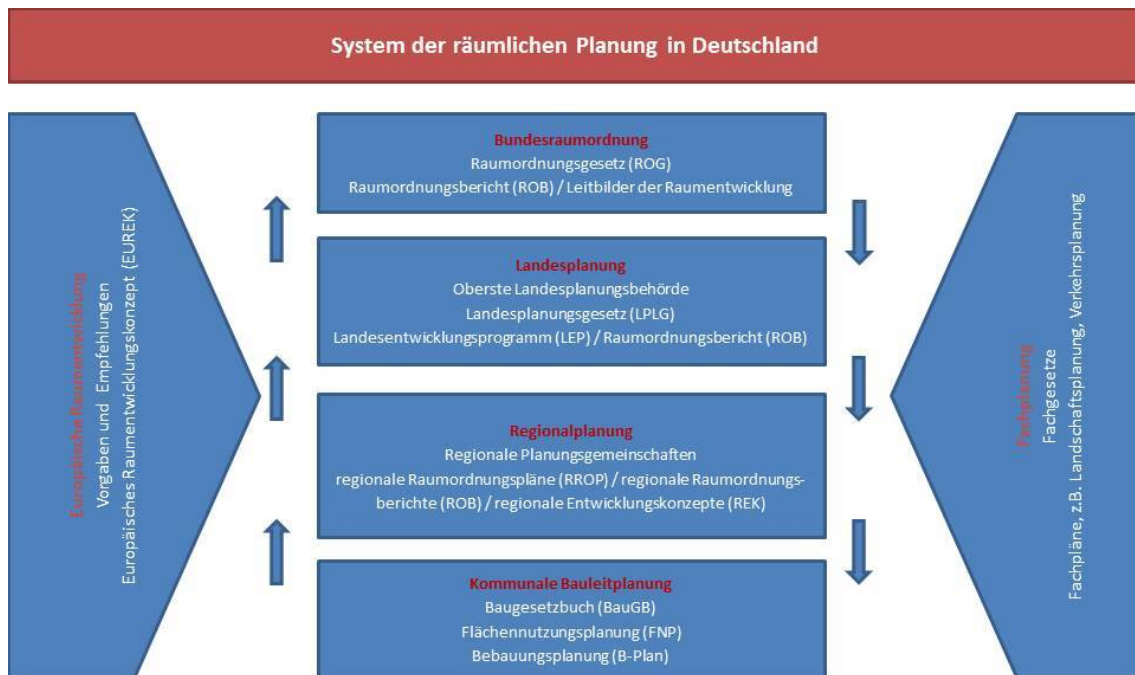 System der räumlichen Planung in Deutschland
Europäische Raumentwicklung
Vorgaben und Empfehlungen
Europäisches Raumentwicklungskonzept (EUREK)
Bundesraumordnung
Raumordnungsgesetz (ROG)
Raumordnungsbericht (ROB) / Leitbilder der Raumentwicklung
Landesplanung
Oberste Landesplanungsbehörde
Landesplanungsgesetz (LPLG)
Landesentwicklungsprogramm (LEP) / Raumordnungsbericht (ROB)
Regionalplanung
Regionale Planungsgemeinschaften
regionale Raumordnungspläne (RROP) / regionale Raumordnungs-
berichte (ROB) / regionale Entwicklungskonzepte (REK)
Kommunale Bauleitplanung
Baugesetzbuch (BauGB)
Flächennutzungsplanung (FNP)
Bebauungsplanung (B-Plan)
Fachplanung
Fachgesetze
Fachpläne, z.B. Landschaftsplanung, Verkehrsplanung